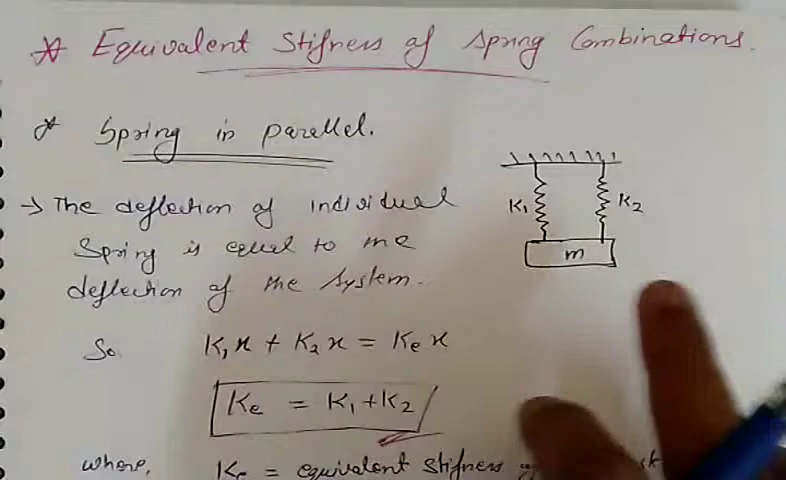 * Equivalent Stifness of Spring Combinations.
* Spring in parellel.
→ The deflection of individual
Spring is equal to the
deflection of the System.
K₁
K₂
m
So K₁x + K₂x = Kₑx
Kₑ = K₁ + K₂
where, Kₑ = equivalent stifness